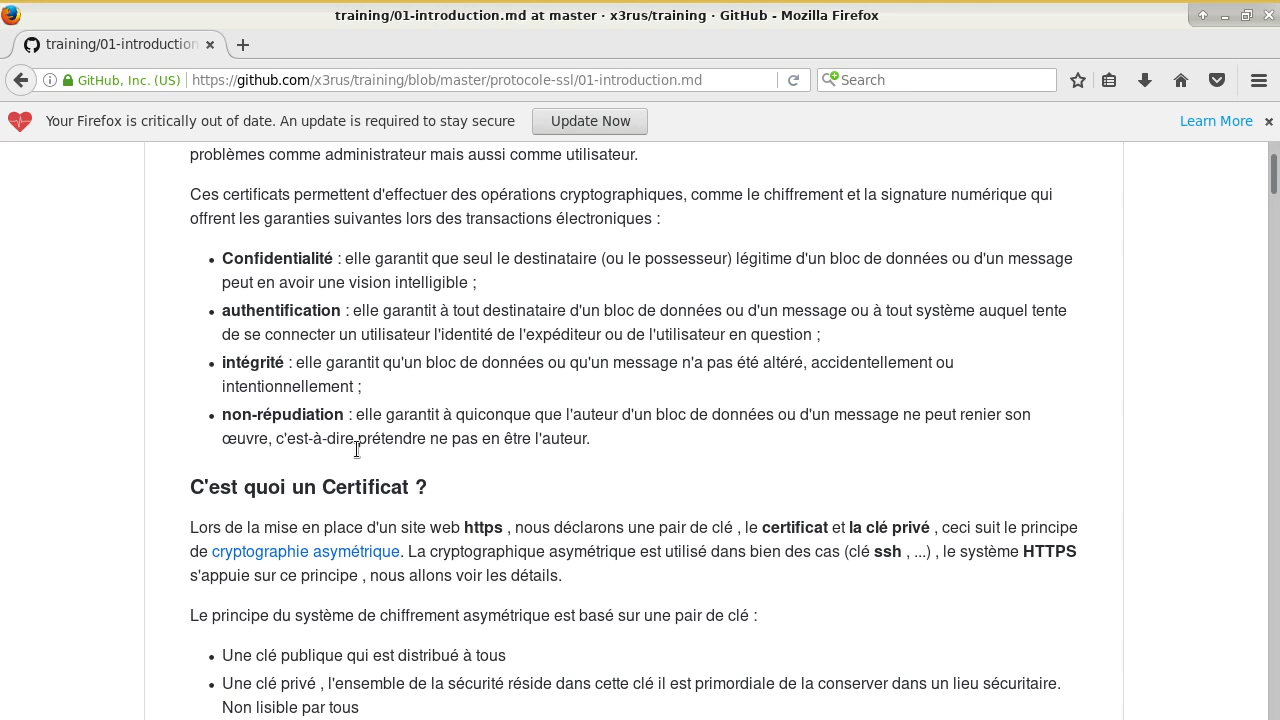 training/01-introduction.md at master · x3rus/training · GitHub - Mozilla Firefox
training/01-introduction
GitHub, Inc. (US)
https://github.com/x3rus/training/blob/master/protocole-ssl/01-introduction.md
Search
Your Firefox is critically out of date. An update is required to stay secure
Update Now
Learn More
problèmes comme administrateur mais aussi comme utilisateur.
Ces certificats permettent d'effectuer des opérations cryptographiques, comme le chiffrement et la signature numérique qui
offrent les garanties suivantes lors des transactions électroniques :
• Confidentialité : elle garantit que seul le destinataire (ou le possesseur) légitime d'un bloc de données ou d'un message
peut en avoir une vision intelligible ;
• authentification : elle garantit à tout destinataire d'un bloc de données ou d'un message ou à tout système auquel tente
de se connecter un utilisateur l'identité de l'expéditeur ou de l'utilisateur en question ;
• intégrité : elle garantit qu'un bloc de données ou qu'un message n'a pas été altéré, accidentellement ou
intentionnellement ;
• non-répudiation : elle garantit à quiconque que l'auteur d'un bloc de données ou d'un message ne peut renier son
œuvre, c'est-à-dire prétendre ne pas en être l'auteur.
C'est quoi un Certificat ?
Lors de la mise en place d'un site web https , nous déclarons une pair de clé , le certificat et la clé privé , ceci suit le principe
de cryptographie asymétrique. La cryptographique asymétrique est utilisé dans bien des cas (clé ssh , ...) , le système HTTPS
s'appuie sur ce principe , nous allons voir les détails.
Le principe du système de chiffrement asymétrique est basé sur une pair de clé :
• Une clé publique qui est distribué à tous
• Une clé privé , l'ensemble de la sécurité réside dans cette clé il est primordiale de la conserver dans un lieu sécuritaire.
Non lisible par tous